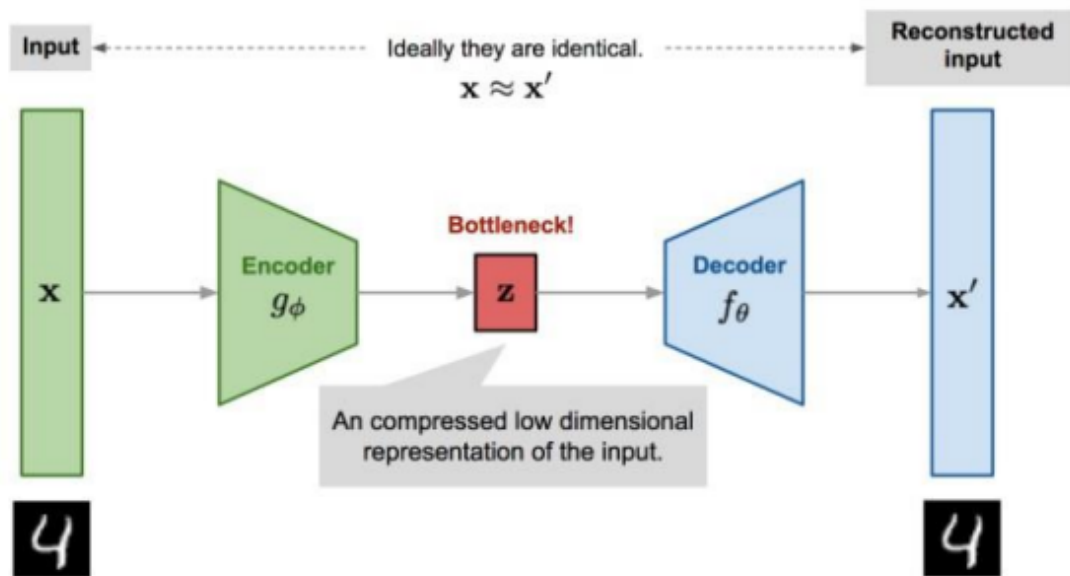 Input
Ideally they are identical.
x ≈ x′
Reconstructed
input
Bottleneck!
x
Encoder
gϕ
z
Decoder
fθ
x′
An compressed low dimensional
representation of the input.
4
4